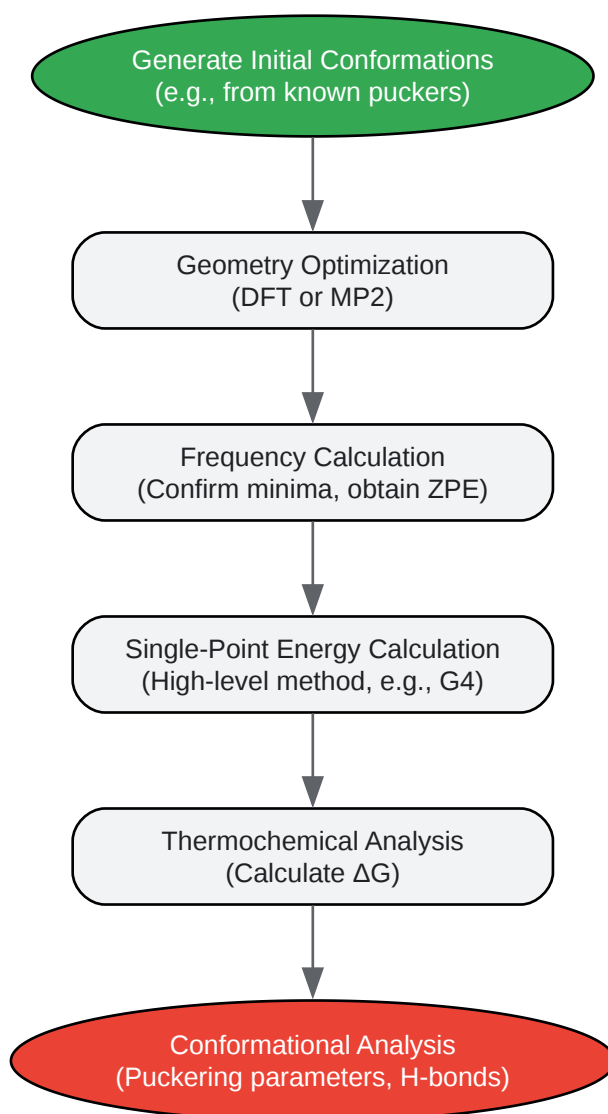 Generate Initial Conformations
(e.g., from known puckers)
Geometry Optimization
(DFT or MP2)
Frequency Calculation
(Confirm minima, obtain ZPE)
Single-Point Energy Calculation
(High-level method, e.g., G4)
Thermochemical Analysis
(Calculate ΔG)
Conformational Analysis
(Puckering parameters, H-bonds)